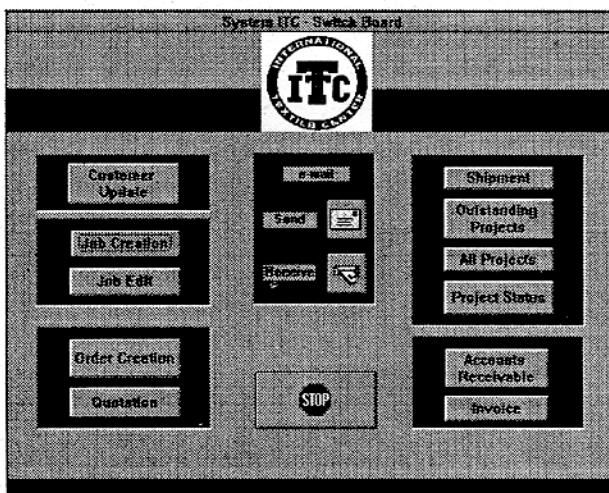 System ITC - Switch Board
INTERNATIONAL
ITC
TEXTILE CENTER
Customer
Update
Job Creation
Job Edit
Order Creation
Quotation
e-mail
Send
Receive
STOP
Shipment
Outstanding
Projects
All Projects
Project Status
Accounts
Receivable
Invoice